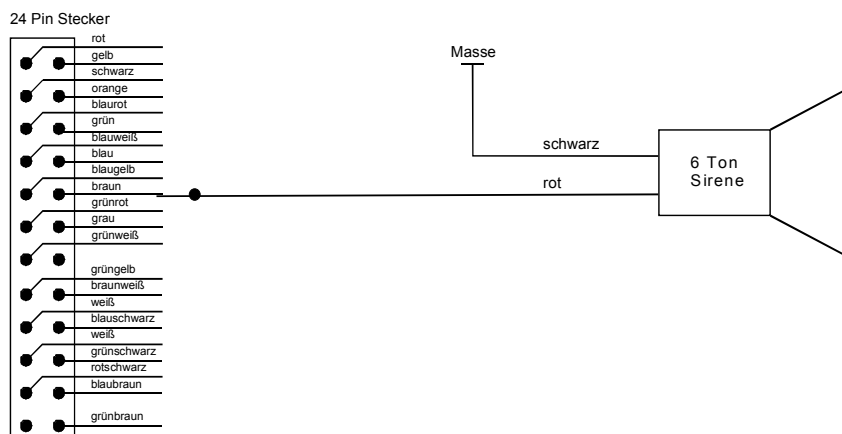 24 Pin Stecker
rot
gelb
schwarz
orange
blaurot
grün
blauweiß
blau
blaugelb
braun
grünrot
grau
grünweiß
grüngelb
braunweiß
weiß
blauschwarz
weiß
grünschwarz
rotschwarz
blaubraun
grünbraun
Masse
schwarz
rot
6 Ton
Sirene